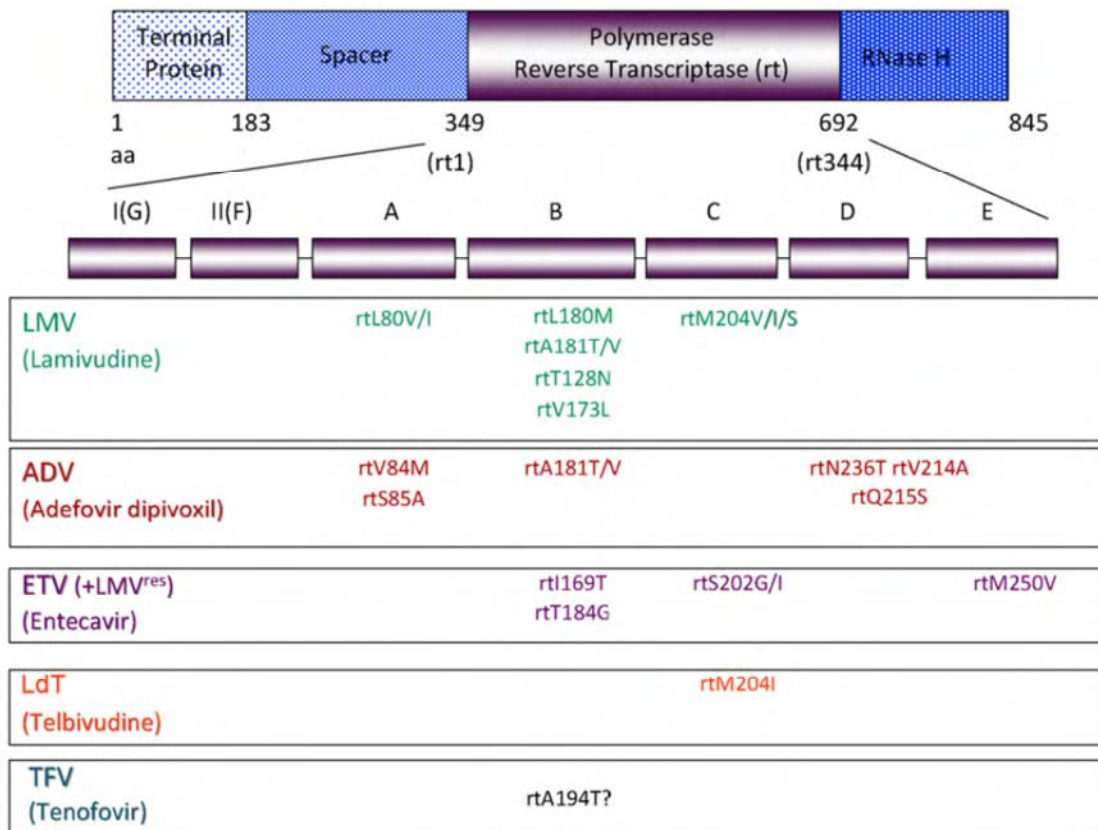 Terminal Protein
Spacer
Polymerase
Reverse Transcriptase (rt)
RNase H
1 183 349 692 845
aa (rt1) (rt344)
I(G) II(F) A B C D E
LMV rtL80V/I rtL180M rtM204V/I/S
(Lamivudine) rtA181T/V
rtT128N
rtV173L
ADV rtV84M rtA181T/V rtN236T rtV214A
(Adefovir dipivoxil) rtS85A rtQ215S
ETV (+LMVres) rtI169T rtS202G/I rtM250V
(Entecavir) rtT184G
LdT rtM204I
(Telbivudine)
TFV
(Tenofovir) rtA194T?